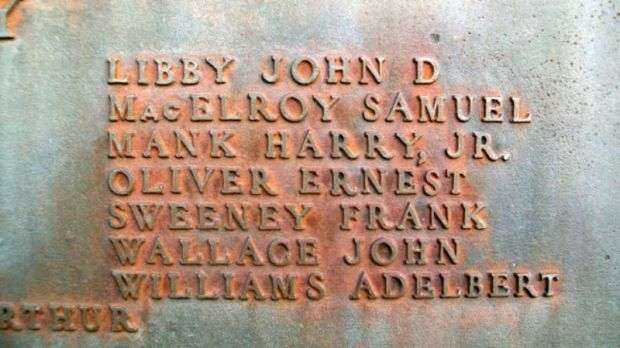 Y
LIBBY JOHN D
MACELROY SAMUEL
MANK HARRY, JR.
OLIVER ERNEST
SWEENEY FRANK
WALLACE JOHN
WILLIAMS ADELBERT
RTHUR